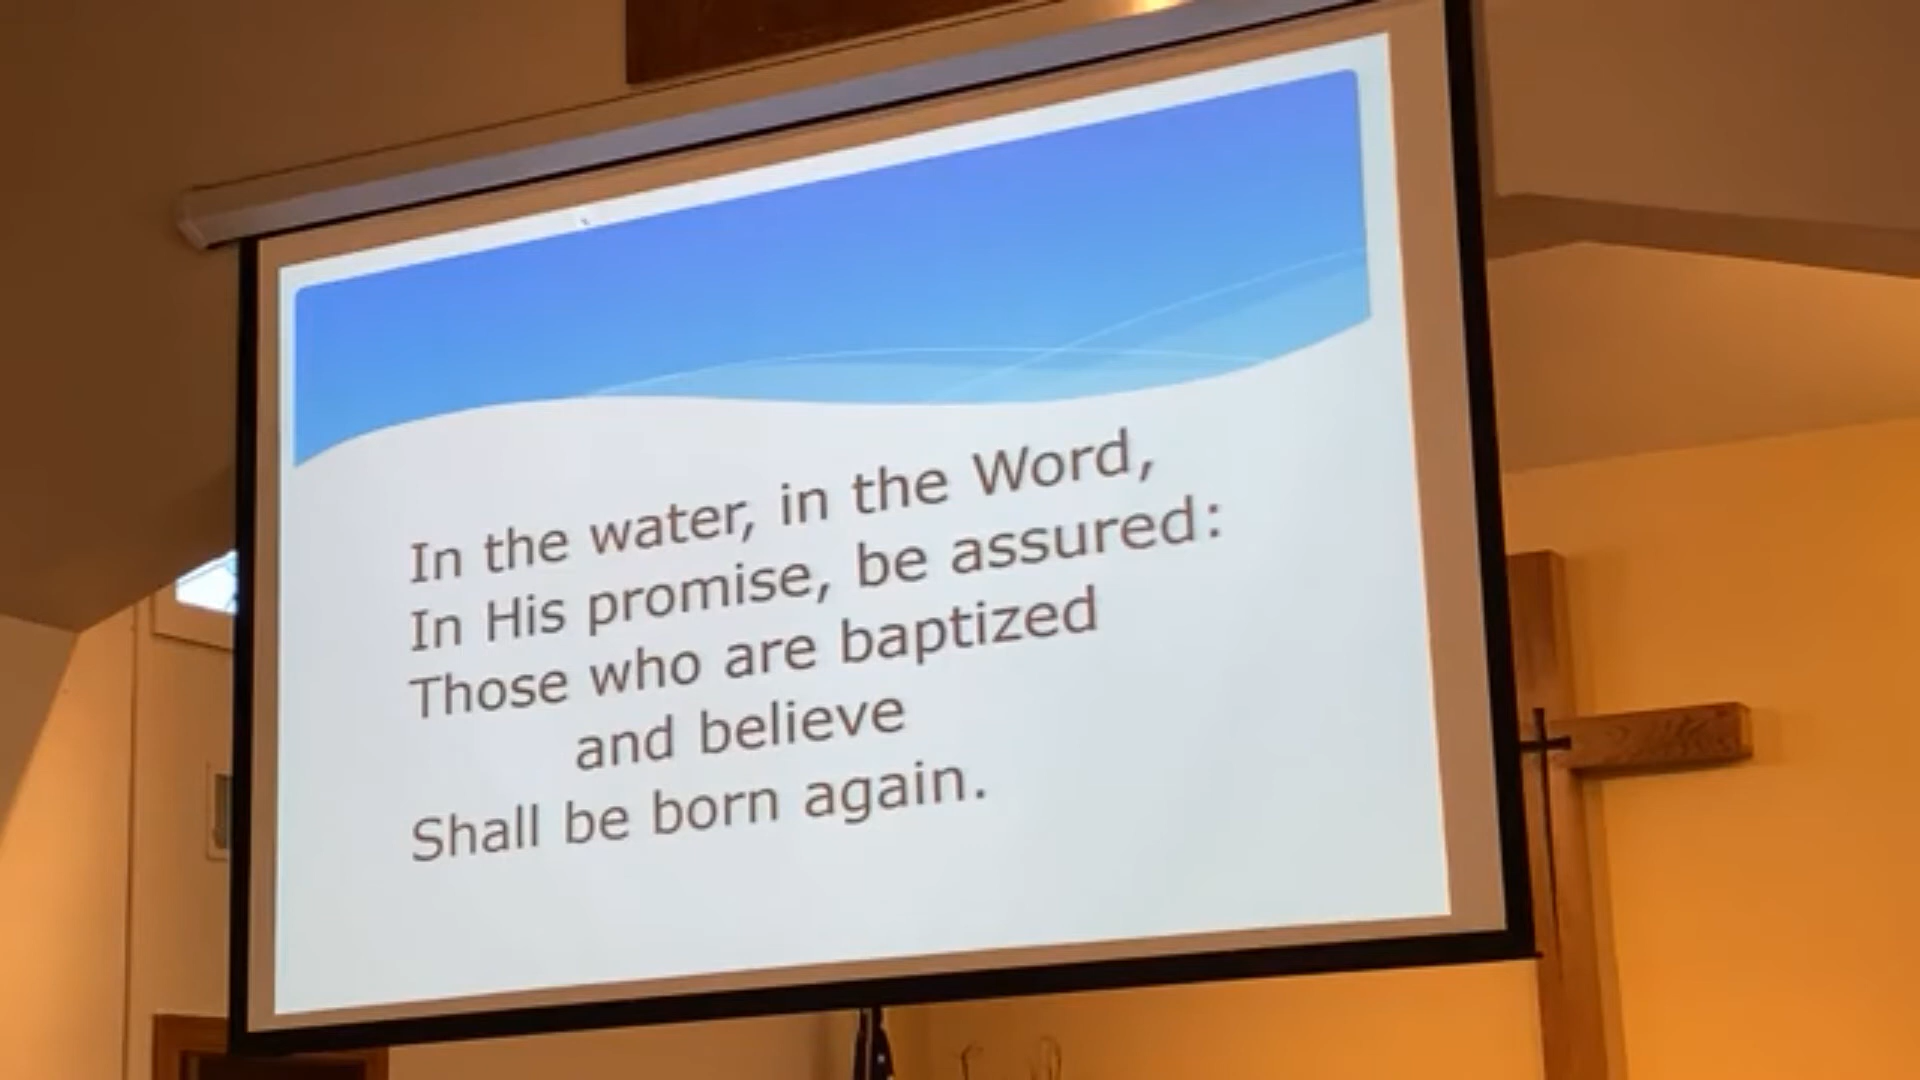 In the water, in the Word,
In His promise, be assured:
Those who are baptized
and believe
Shall be born again.